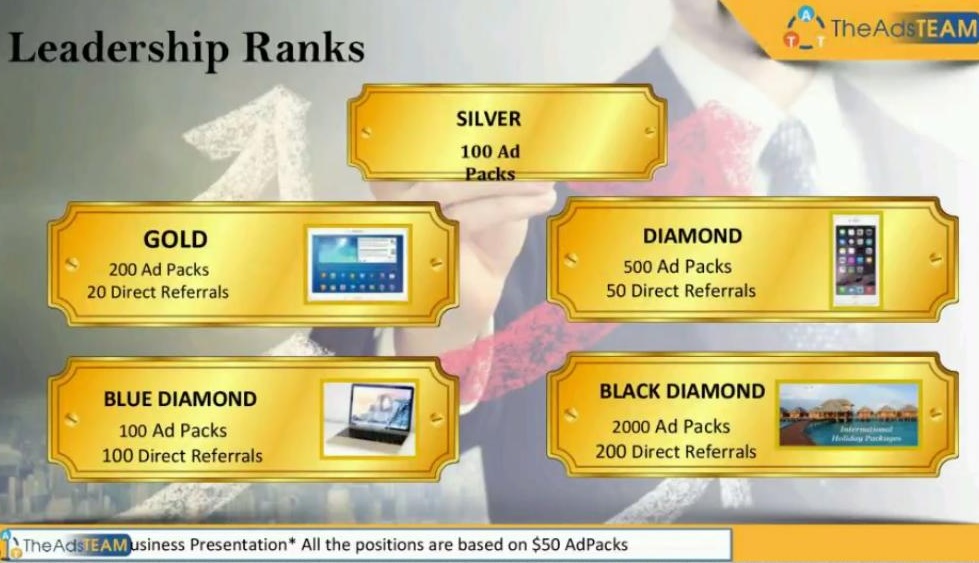 Leadership Ranks
TheAdsTEAM
A
T T
SILVER
100 Ad
Packs
GOLD
200 Ad Packs
20 Direct Referrals
DIAMOND
500 Ad Packs
50 Direct Referrals
BLUE DIAMOND
100 Ad Packs
100 Direct Referrals
BLACK DIAMOND
2000 Ad Packs
200 Direct Referrals
International
Holiday Packages
TheAdsTEAM usiness Presentation* All the positions are based on $50 AdPacks